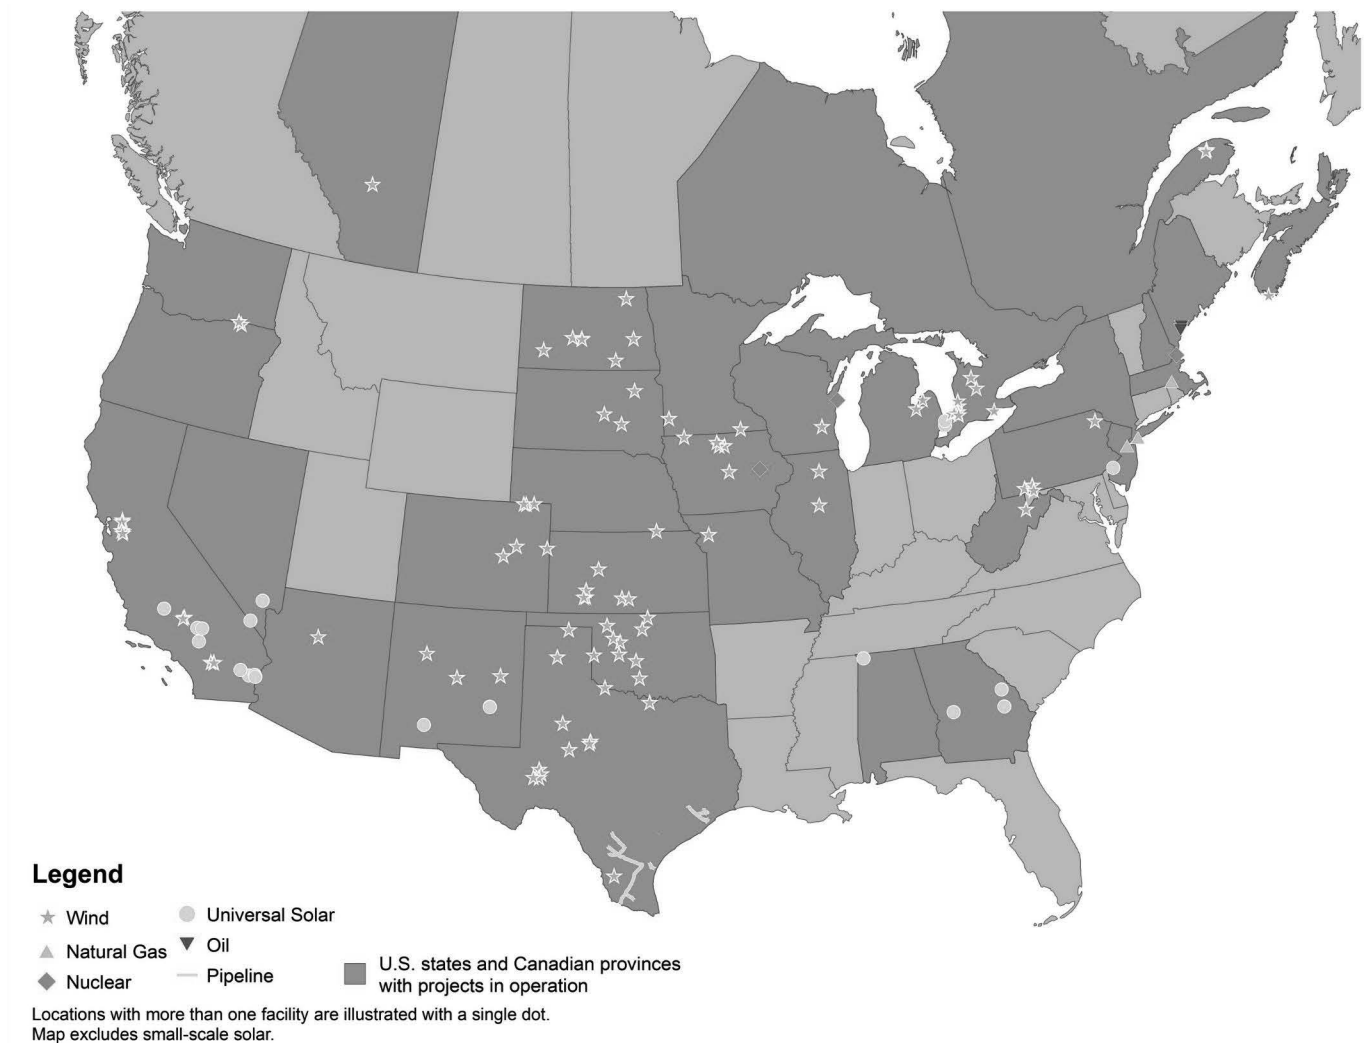 Legend
Wind
Universal Solar
Natural Gas
Oil
Nuclear
Pipeline
U.S. states and Canadian provinces
with projects in operation
Locations with more than one facility are illustrated with a single dot.
Map excludes small-scale solar.